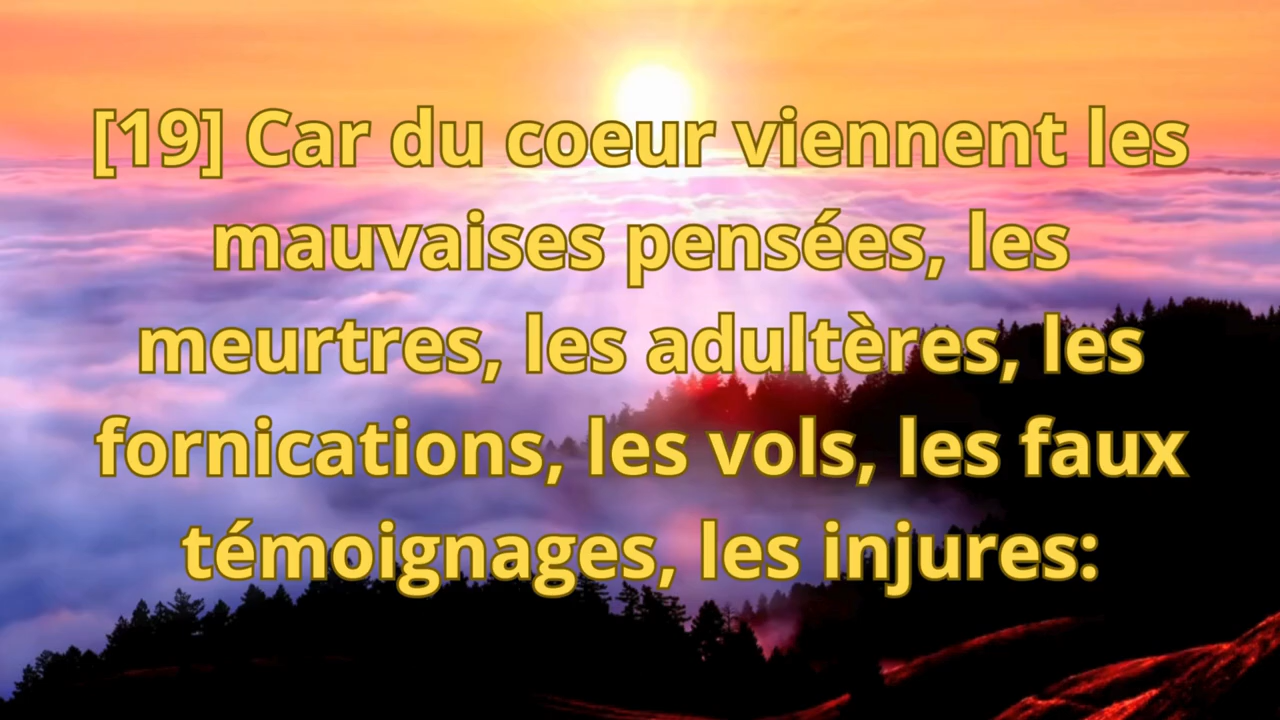 [19] Car du coeur viennent les
mauvaises pensées, les
meurtres, les adultères, les
fornications, les vols, les faux
témoignages, les injures: